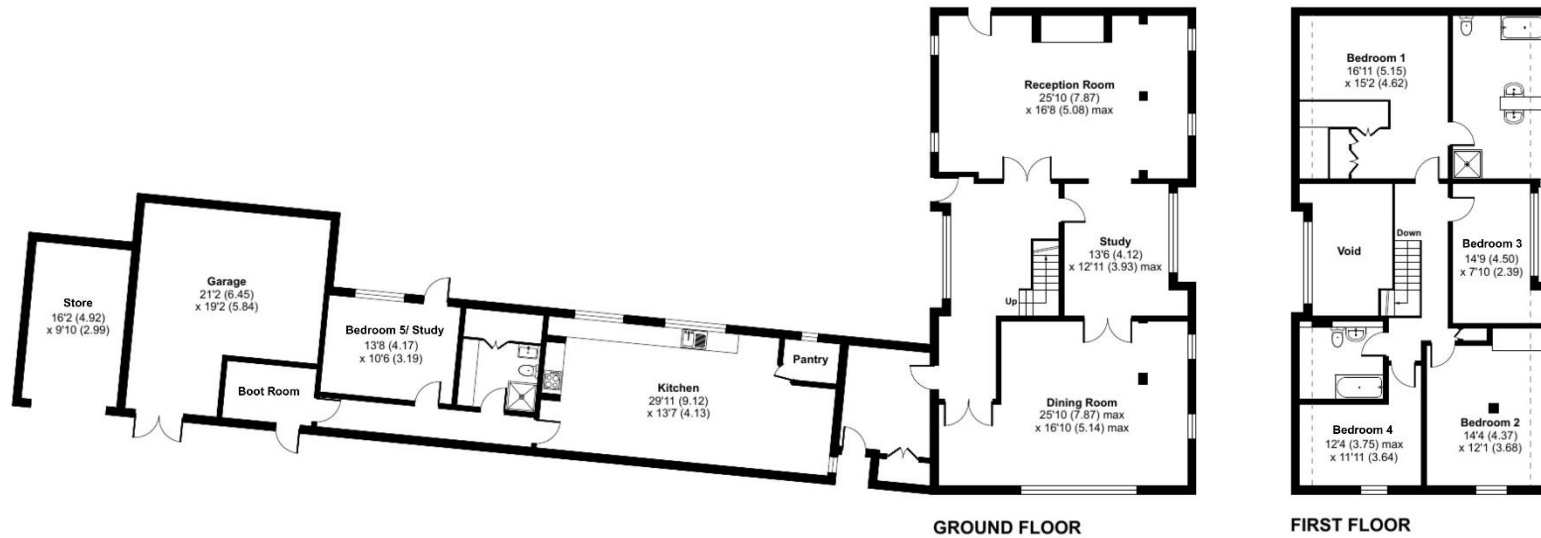 Reception Room
25'10 (7.87)
x 16'8 (5.08) max
Bedroom 1
16'11 (5.15)
x 15'2 (4.62)
Study
13'6 (4.12)
x 12'11 (3.93) max
Up
Void
Down
Bedroom 3
14'9 (4.50)
x 7'10 (2.39)
Garage
21'2 (6.45)
x 19'2 (5.84)
Store
16'2 (4.92)
x 9'10 (2.99)
Bedroom 5/ Study
13'8 (4.17)
x 10'6 (3.19)
Boot Room
Pantry
Kitchen
29'11 (9.12)
x 13'7 (4.13)
Dining Room
25'10 (7.87) max
x 16'10 (5.14) max
Bedroom 4
12'4 (3.75) max
x 11'11 (3.64)
Bedroom 2
14'4 (4.37)
x 12'1 (3.68)
GROUND FLOOR
FIRST FLOOR